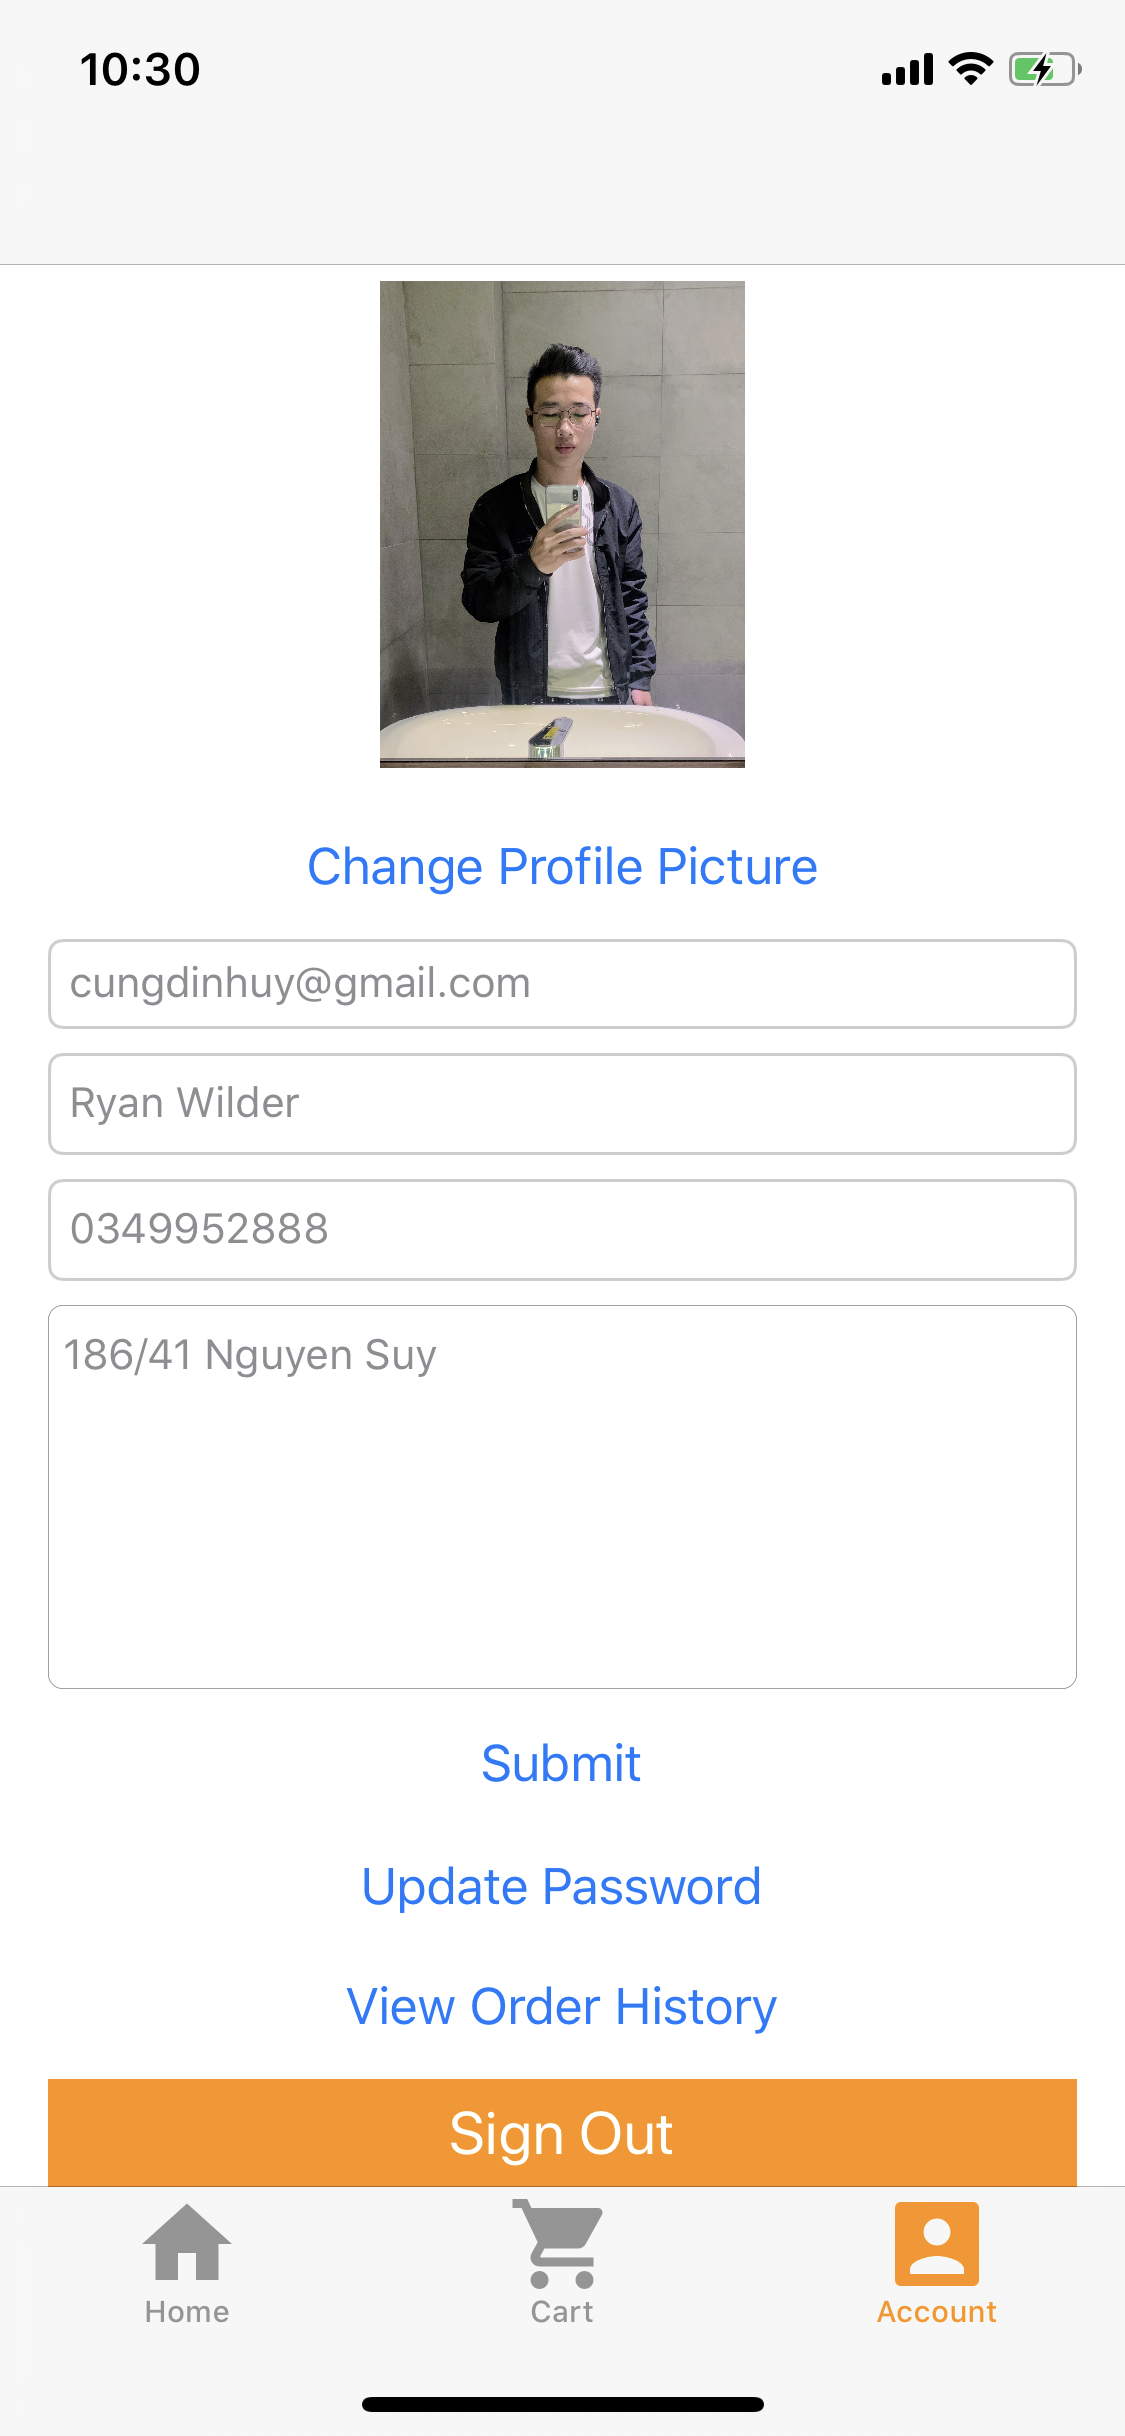 10:30
Change Profile Picture
cungdinhuy@gmail.com
Ryan Wilder
0349952888
186/41 Nguyen Suy
Submit
Update Password
View Order History
Sign Out
Home
Cart
Account